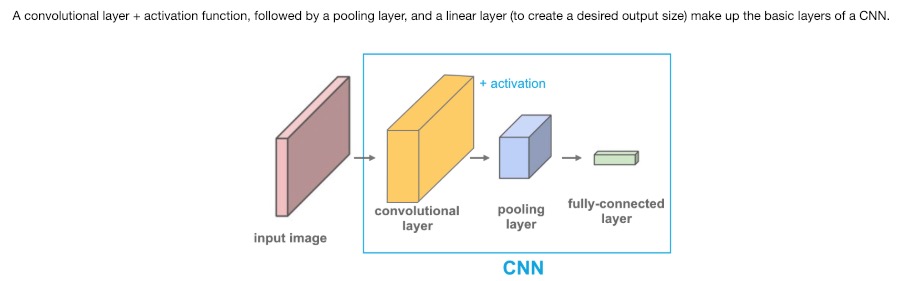 A convolutional layer + activation function, followed by a pooling layer, and a linear layer (to create a desired output size) make up the basic layers of a CNN.
+ activation
convolutional
layer
pooling
layer
fully-connected
layer
input image
CNN